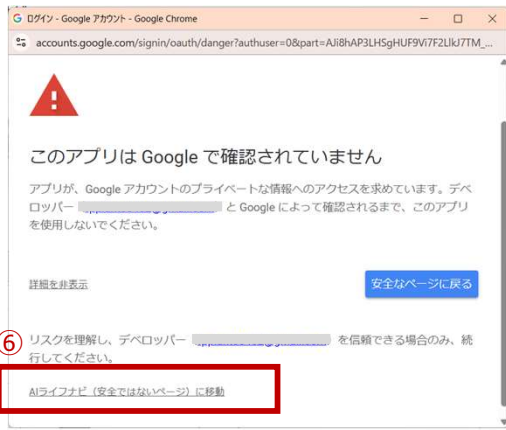 ログイン - Google アカウント - Google Chrome
accounts.google.com/signin/oauth/danger?authuser=0&part=AJi8hAP3LHSgHUF9Vi7F2LlkJ7TM_...
このアプリは Google で確認されていません
アプリが、Google アカウントのプライベートな情報へのアクセスを求めています。デベ
ロッパー と Google によって確認されるまで、このアプリ
を使用しないでください。
詳細を非表示
安全なページに戻る
⑥ リスクを理解し、デベロッパー を信頼できる場合のみ、続
行してください。
AIライフナビ(安全ではないページ)に移動